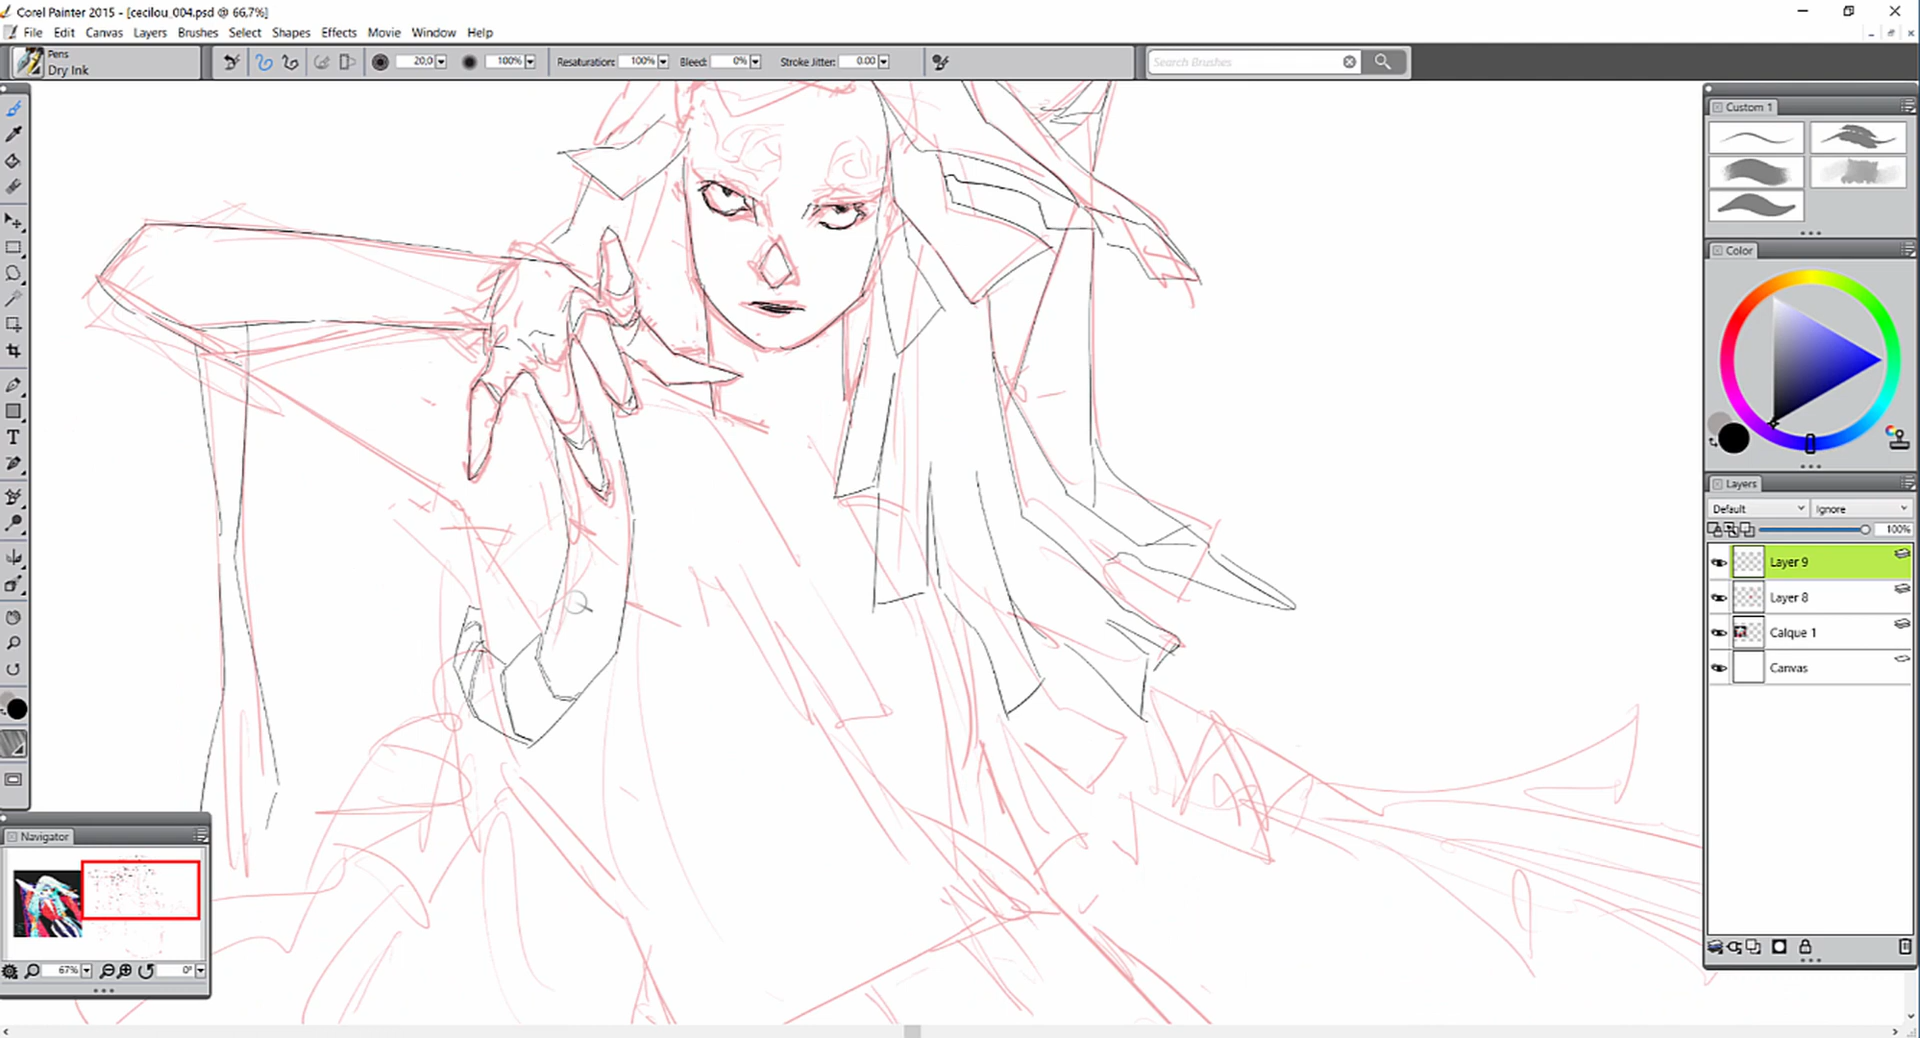 Corel Painter 2015 - [cecilou_004.psd @ 66,7%]
File Edit Canvas Layers Brushes Select Shapes Effects Movie Window Help
Pens
Dry Ink
20,0 100% Resaturation: 100% Bleed: 0% Stroke Jitter: 0.00
Search Brushes
Custom 1
Color
Layers
Default Ignore
100%
Layer 9
Layer 8
Calque 1
Canvas
T
Navigator
67% 0°